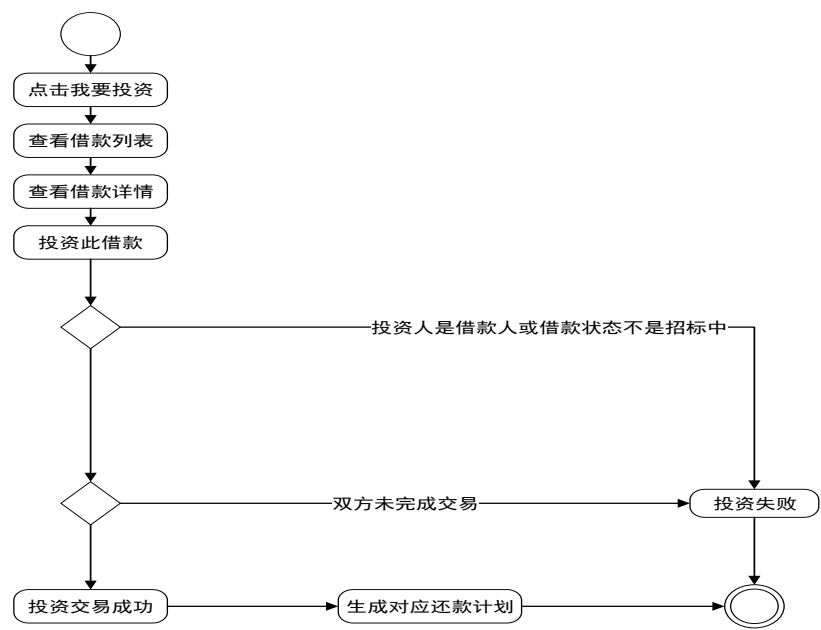 点击我要投资
查看借款列表
查看借款详情
投资此借款
投资人是借款人或借款状态不是招标中
双方未完成交易
投资失败
投资交易成功
生成对应还款计划